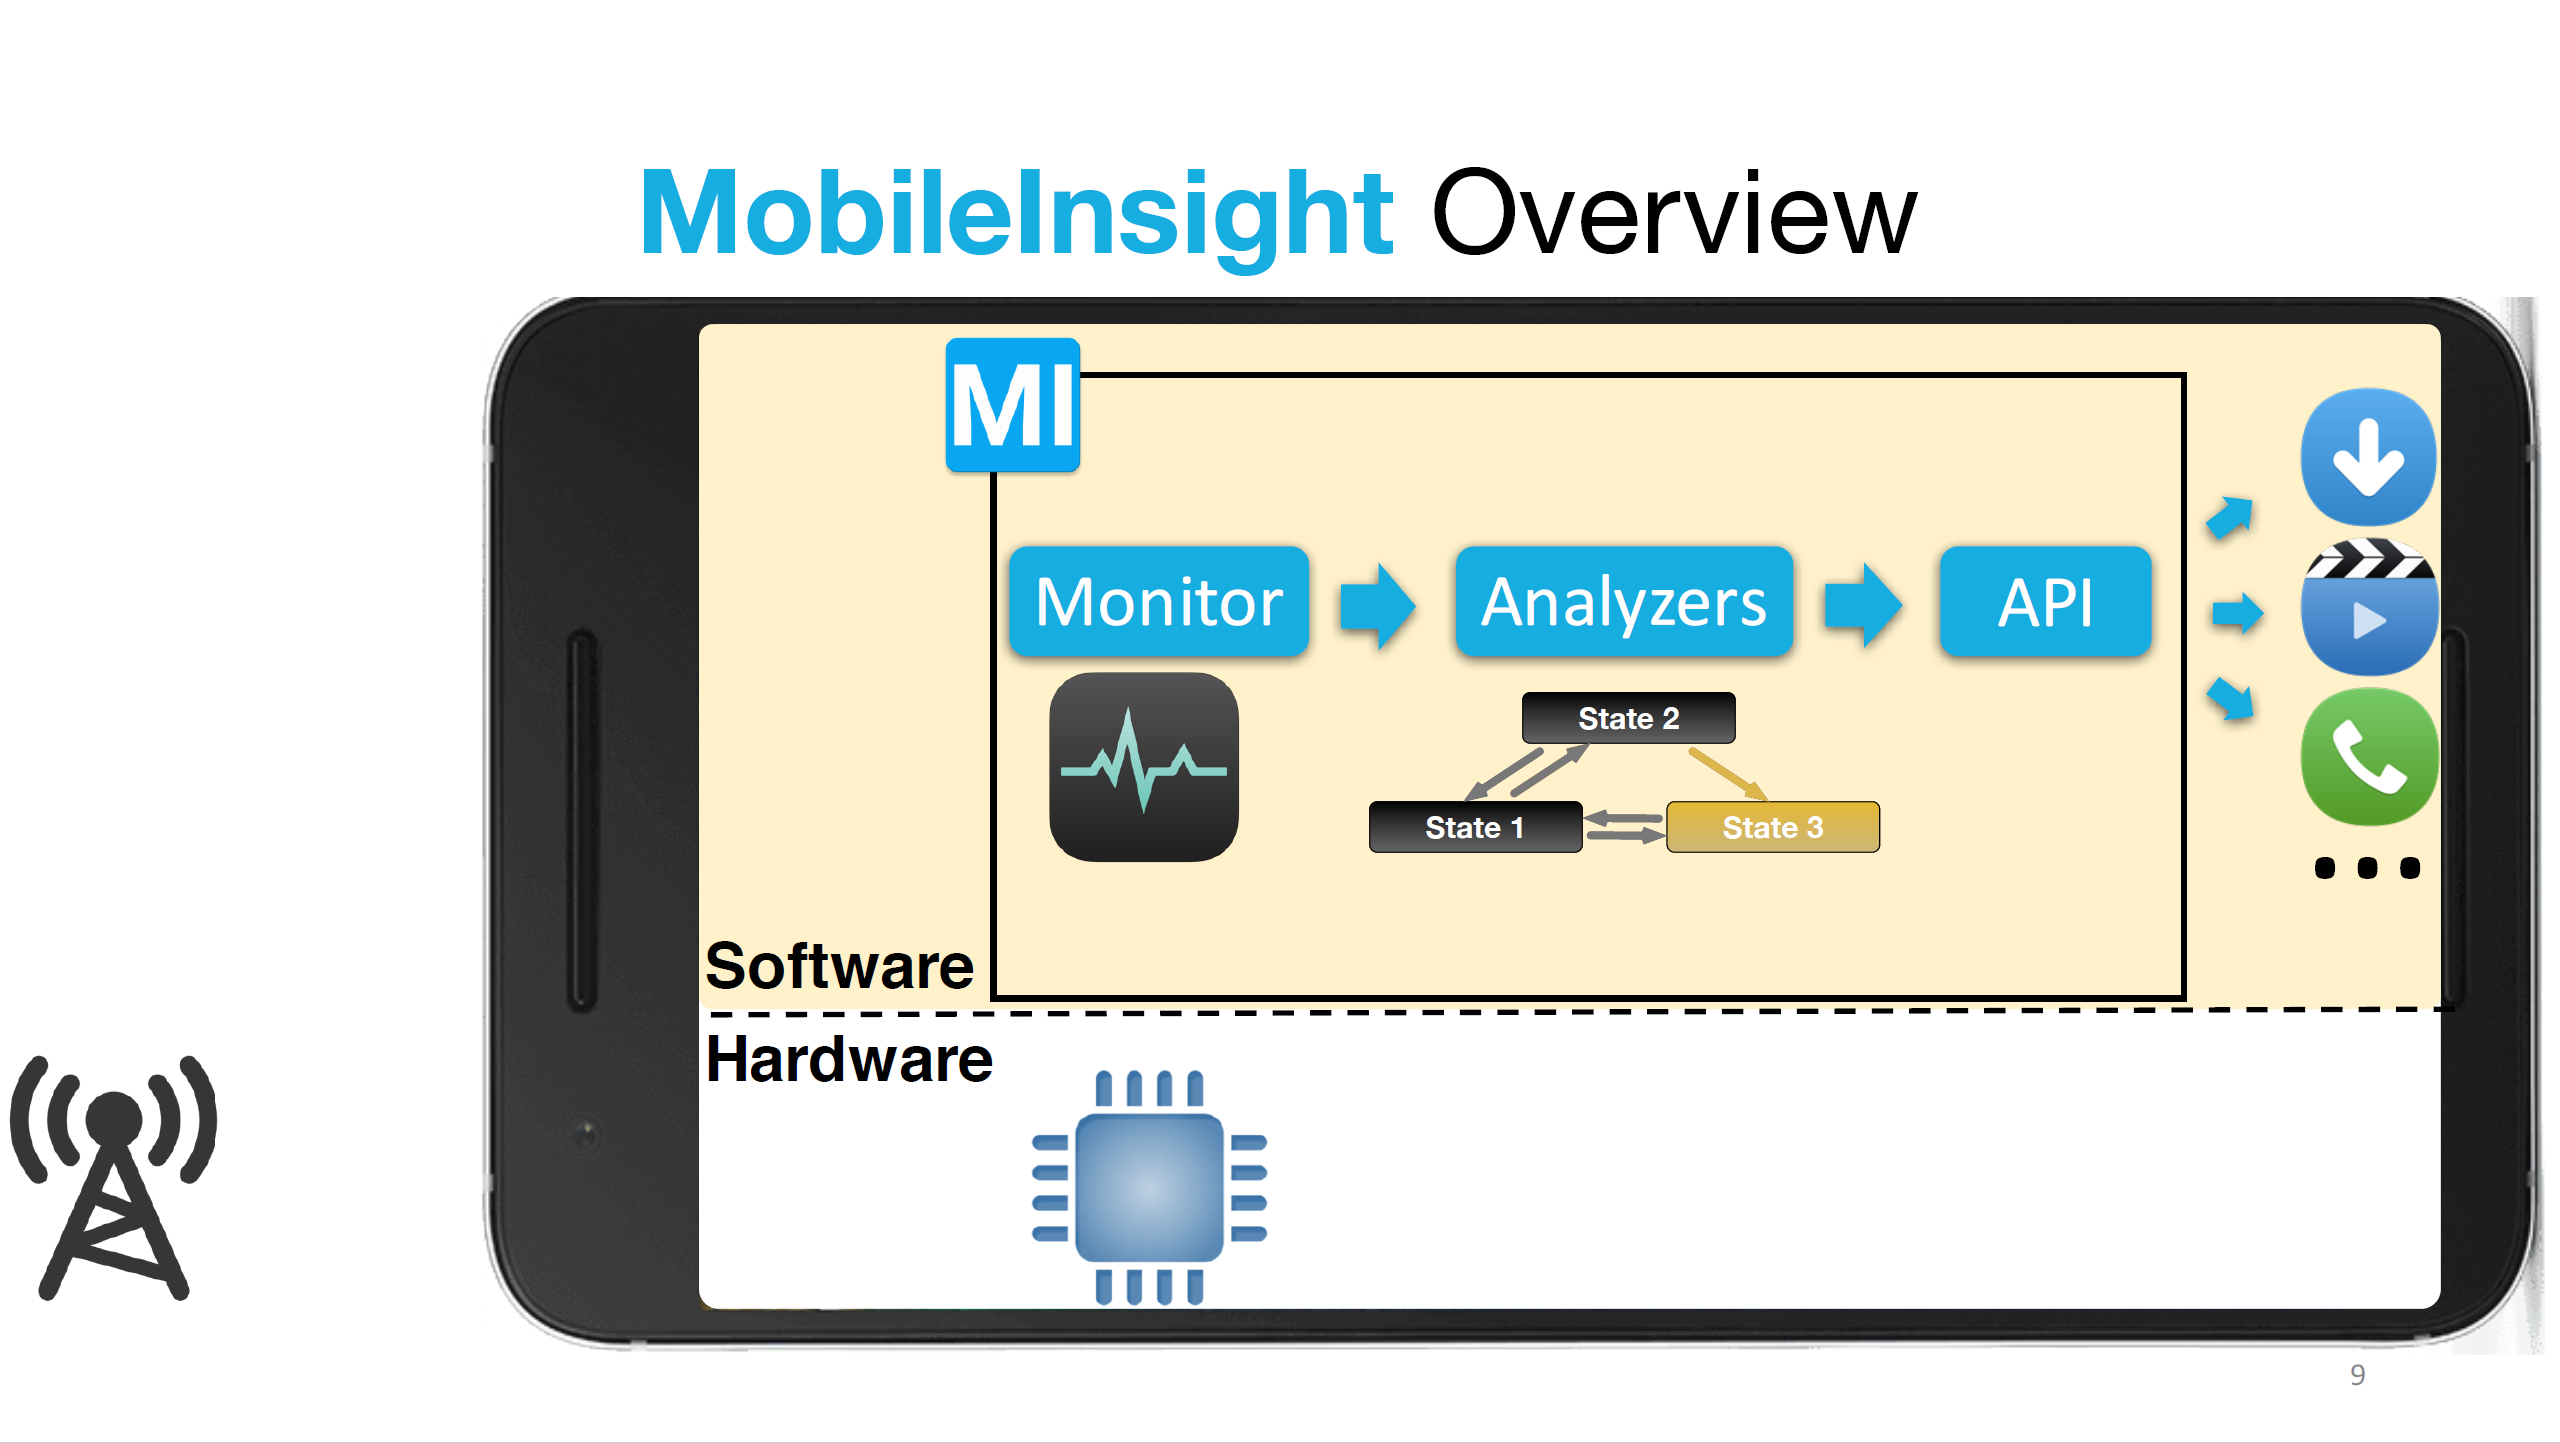 MobileInsight Overview
MI
Monitor
Analyzers
API
State 2
State 1
State 3
Software
Hardware
9